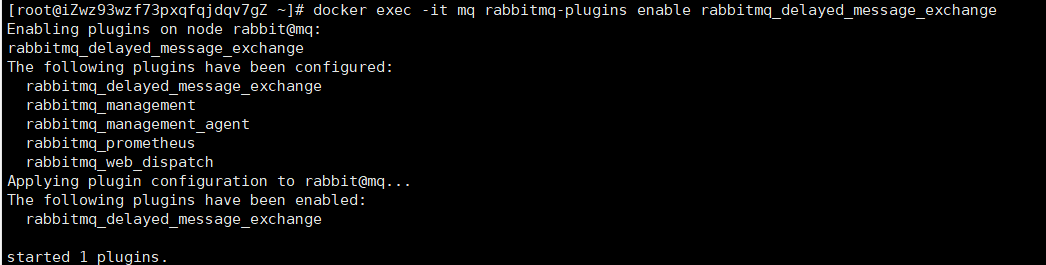 [root@iZwz93wzf73pxqfqjdqv7gZ ~]# docker exec -it mq rabbitmq-plugins enable rabbitmq_delayed_message_exchange
Enabling plugins on node rabbit@mq:
rabbitmq_delayed_message_exchange
The following plugins have been configured:
  rabbitmq_delayed_message_exchange
  rabbitmq_management
  rabbitmq_management_agent
  rabbitmq_prometheus
  rabbitmq_web_dispatch
Applying plugin configuration to rabbit@mq...
The following plugins have been enabled:
  rabbitmq_delayed_message_exchange

started 1 plugins.